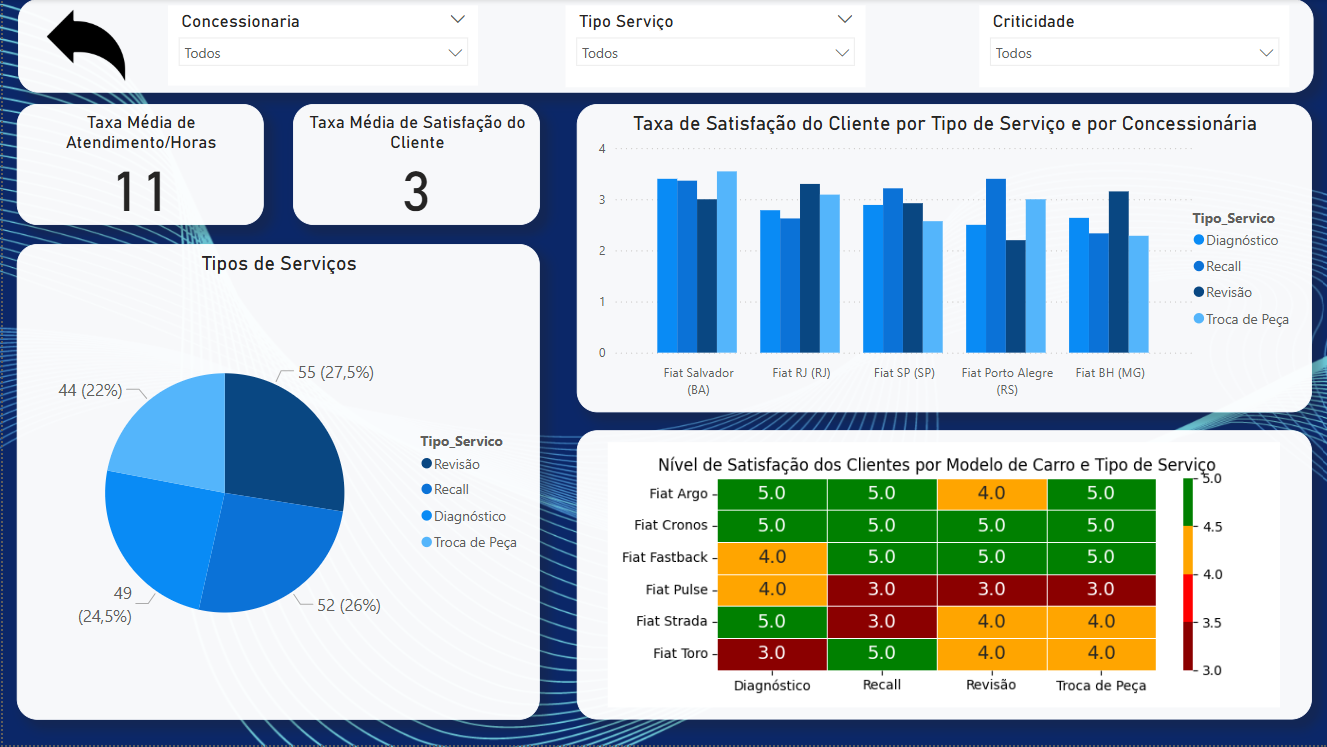 Concessionaria
Todos
Tipo Serviço
Todos
Criticidade
Todos
Taxa Média de
Atendimento/Horas
11
Taxa Média de Satisfação do
Cliente
3
Tipos de Serviços
55 (27,5%)
44 (22%)
49
(24,5%)
52 (26%)
Tipo_Servico
Revisão
Recall
Diagnóstico
Troca de Peça
Taxa de Satisfação do Cliente por Tipo de Serviço e por Concessionária
4
3
2
1
0
Fiat Salvador
(BA)
Fiat RJ (RJ)
Fiat SP (SP)
Fiat Porto Alegre
(RS)
Fiat BH (MG)
Tipo_Servico
Diagnóstico
Recall
Revisão
Troca de Peça
Nível de Satisfação dos Clientes por Modelo de Carro e Tipo de Serviço
Fiat Argo 5.0 5.0 4.0 5.0
Fiat Cronos 5.0 5.0 5.0 5.0
Fiat Fastback 4.0 5.0 5.0 5.0
Fiat Pulse 4.0 3.0 3.0 3.0
Fiat Strada 5.0 3.0 4.0 4.0
Fiat Toro 3.0 5.0 4.0 4.0
Diagnóstico Recall Revisão Troca de Peça
5.0
4.5
4.0
3.5
3.0